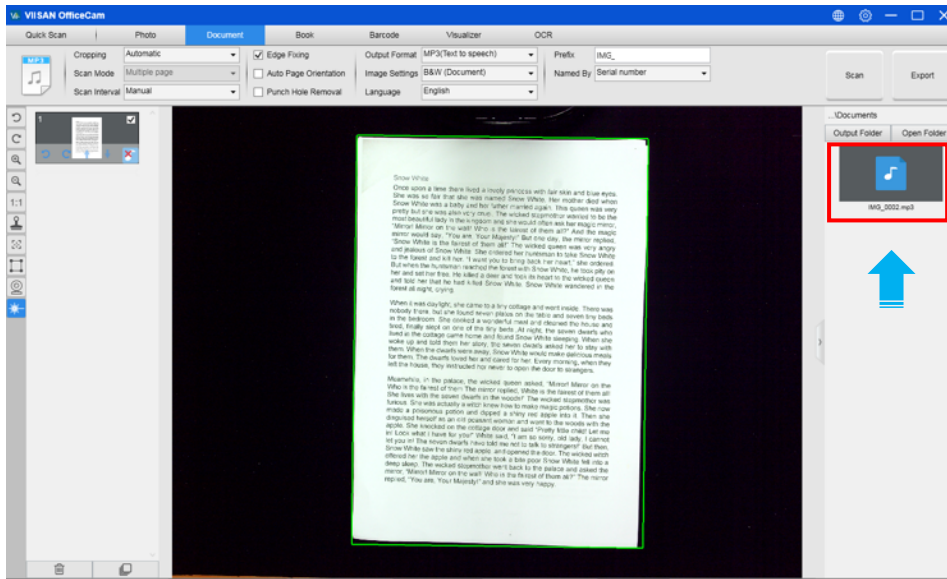 VIISAN OfficeCam
Quick Scan
Photo
Document
Book
Barcode
Visualizer
OCR
MP3
Cropping
Automatic
Edge Fixing
Output Format
MP3(Text to speech)
Prefix
IMG_
Scan Mode
Multiple page
Auto Page Orientation
Image Settings
B&W (Document)
Named By
Serial number
Scan Interval
Manual
Punch Hole Removal
Language
English
Scan
Export
...\Documents
Output Folder
Open Folder
IMG_0002.mp3
1
1:1
Snow White
Once upon a time there lived a lovely princess with fair skin and blue eyes.
She was so fair that she was named Snow White. Her mother died when
Snow White was a baby and her father married again. This queen was very
pretty but she was also very cruel. The wicked stepmother wanted to be the
most beautiful lady in the kingdom and she would often ask her magic mirror,
"Mirror! Mirror on the wall! Who is the fairest of them all?" And the magic
mirror would say, "You are, Your Majesty!" But one day, the mirror replied,
"Snow White is the fairest of them all!" The wicked queen was very angry
and jealous of Snow White. She ordered her huntsman to take Snow White
to the forest and kill her. "I want you to bring back her heart," she ordered.
But when the huntsman reached the forest with Snow White, he took pity on
her and set her free. He killed a deer and took its heart to the wicked queen
and told her that he had killed Snow White. Snow White wandered in the
forest all night, crying.
When it was daylight, she came to a tiny cottage and went inside. There was
nobody there, but she found seven plates on the table and seven tiny beds
in the bedroom. She cooked a wonderful meal and cleaned the house and
tired, finally slept on one of the tiny beds. At night, the seven dwarfs who
lived in the cottage came home and found Snow White sleeping. When she
woke up and told them her story, the seven dwarfs asked her to stay with
them. When the dwarfs were away, Snow White would make delicious meals
for them. The dwarfs loved her and cared for her. Every morning, when they
left the house, they instructed her never to open the door to strangers.
Meanwhile, in the palace, the wicked queen asked, "Mirror! Mirror on the
Who is the fairest of them The mirror replied, White is the fairest of them all!
She lives with the seven dwarfs in the woods!" The wicked stepmother was
furious. She was actually a witch knew how to make magic potions. She now
made a poisonous potion and dipped a shiny red apple into it. Then she
disguised herself as an old peasant woman and went to the woods with the
apple. She knocked on the cottage door and said "Pretty little child! Let me
in! Look what I have for you!" White said, "I am so sorry, old lady, I cannot
let you in! The seven dwarfs have told me not to talk to strangers!" But then,
Snow White saw the shiny red apple, and opened the door. The wicked witch
offered her the apple and when she took a bite poor Snow White fell into a
deep sleep. The wicked stepmother went back to the palace and asked the
mirror, "Mirror! Mirror on the wall! Who is the fairest of them all?" The mirror
replied, "You are, Your Majesty!" and she was very happy.